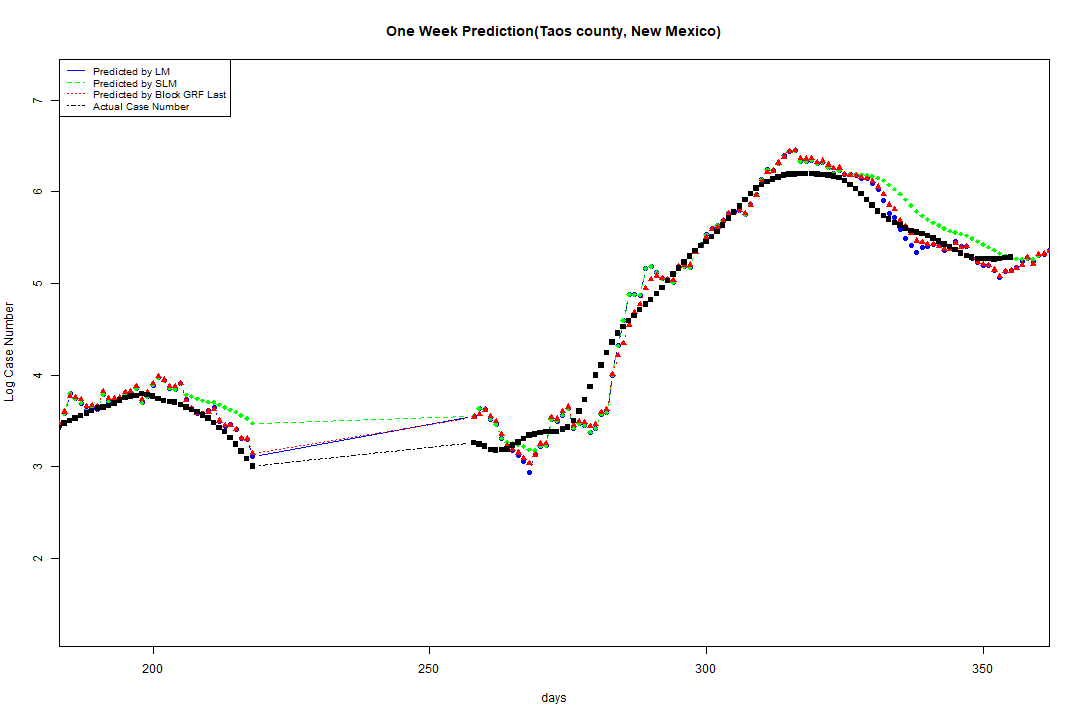 One Week Prediction(Taos county, New Mexico)
Predicted by LM
Predicted by SLM
Predicted by Block GRF Last
Actual Case Number
7
6
5
4
3
2
Log Case Number
200
250
300
350
days